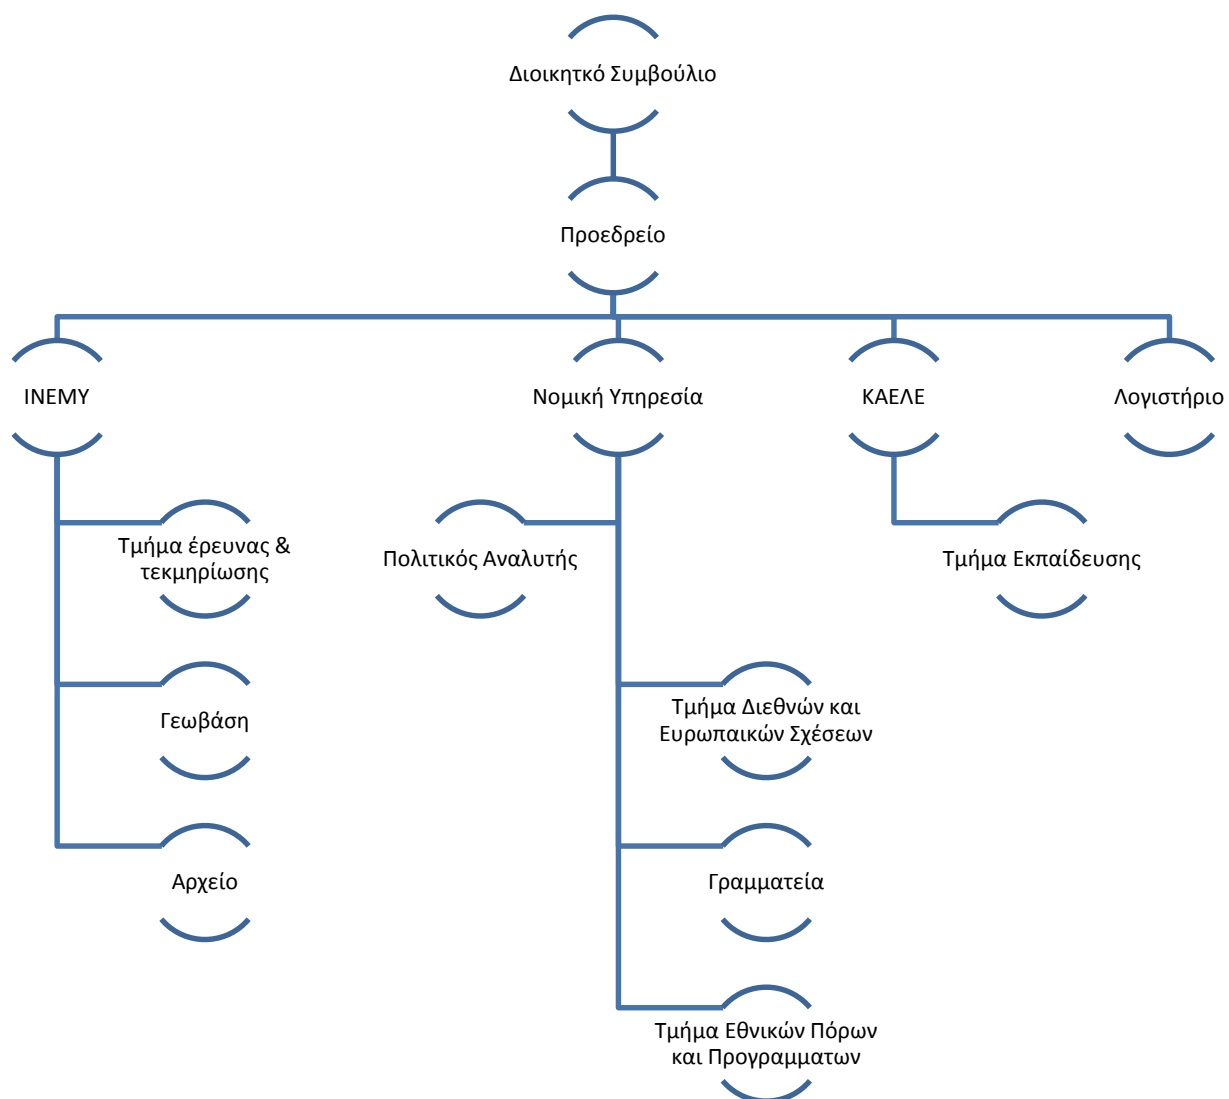 Διοικητκό Συμβούλιο
Προεδρείο
ΙΝΕΜΥ
Νομική Υπηρεσία
ΚΑΕΛΕ
Λογιστήριο
Τμήμα έρευνας &
τεκμηρίωσης
Πολιτικός Αναλυτής
Τμήμα Εκπαίδευσης
Γεωβάση
Τμήμα Διεθνών και
Ευρωπαικών Σχέσεων
Αρχείο
Γραμματεία
Τμήμα Εθνικών Πόρων
και Προγραμματων